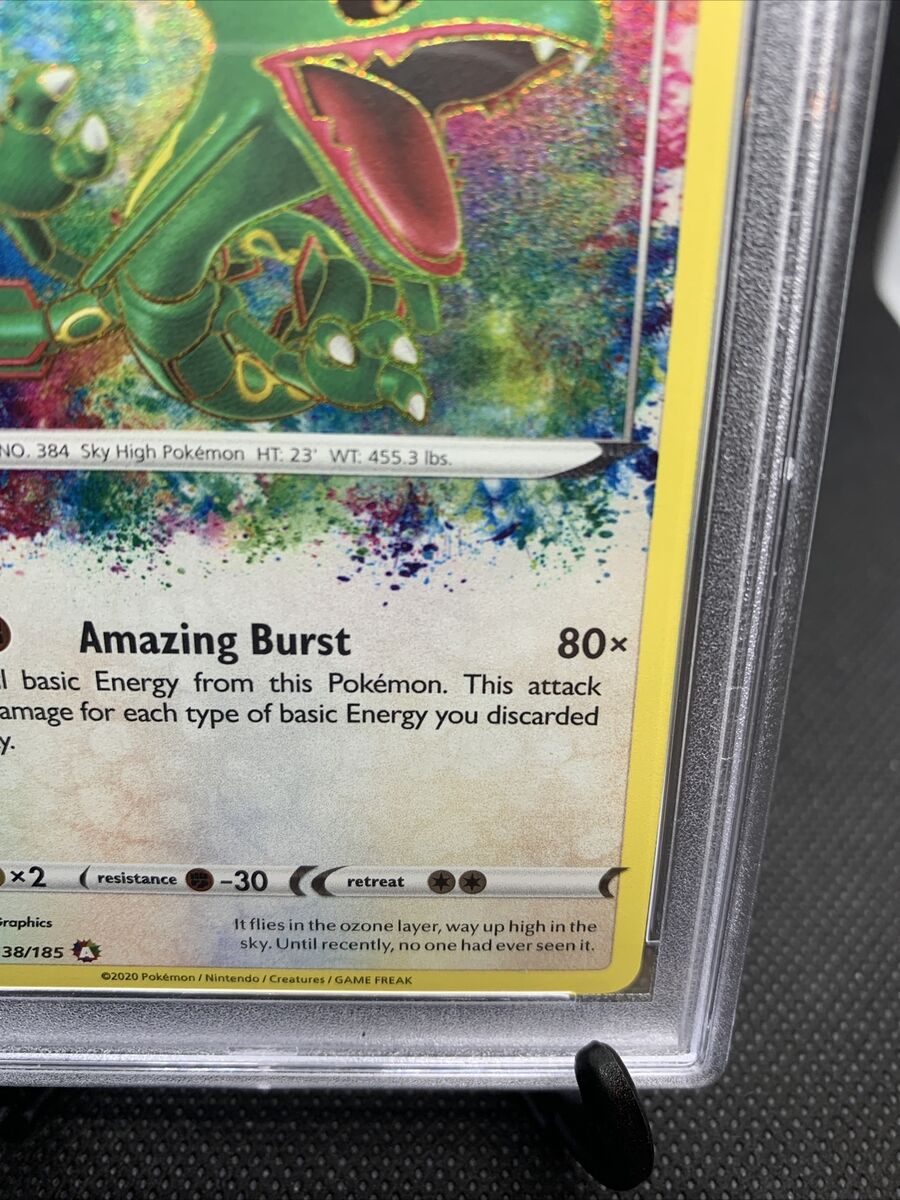 NO. 384 Sky High Pokémon HT: 23' WT: 455.3 lbs.
Amazing Burst 80×
basic Energy from this Pokémon. This attack
for each type of basic Energy you discarded
×2 resistance -30 retreat
It flies in the ozone layer, way up high in the
sky. Until recently, no one had ever seen it.
38/185 A
©2020 Pokémon / Nintendo / Creatures / GAME FREAK